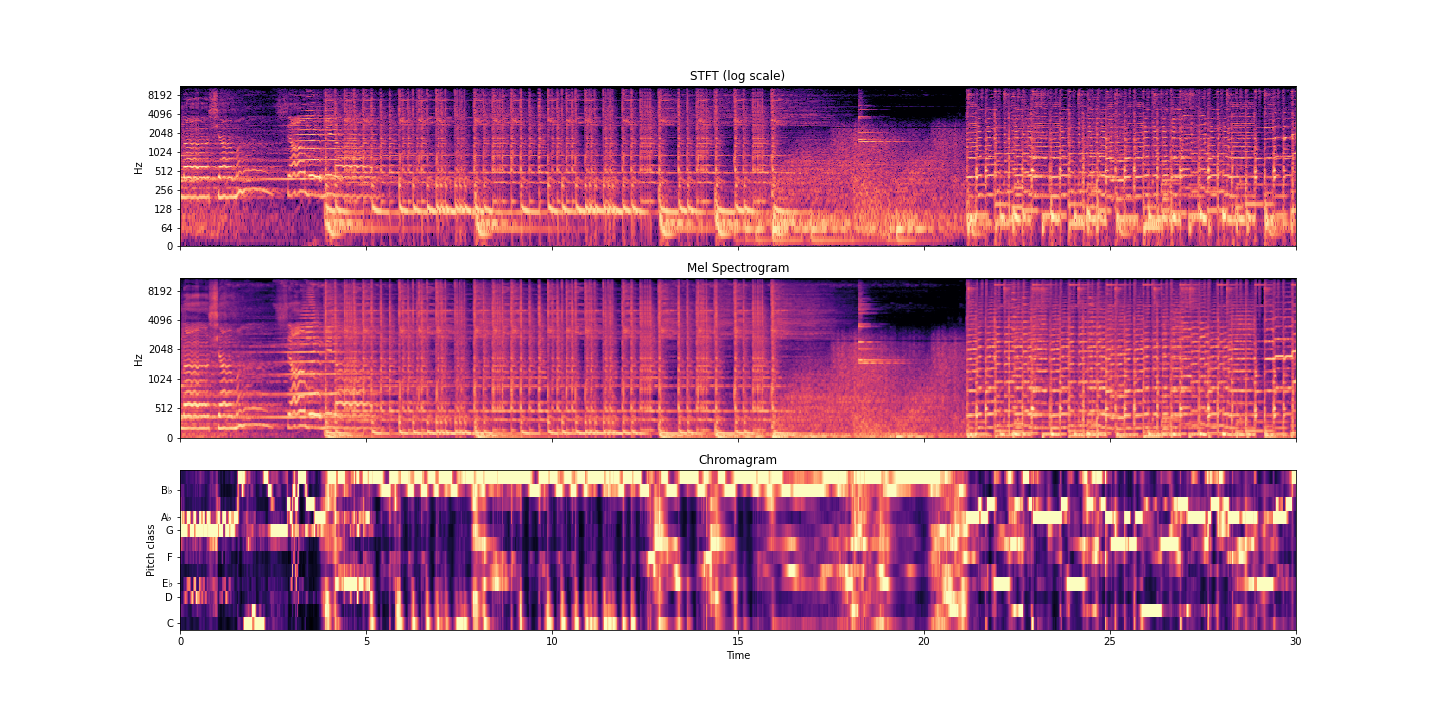 STFT (log scale)
8192
4096
2048
1024
512
256
128
64
0
Hz
Mel Spectrogram
8192
4096
2048
1024
512
0
Hz
Chromagram
B♭
A♭
G
F
E♭
D
C
Pitch class
0 5 10 15 20 25 30
Time